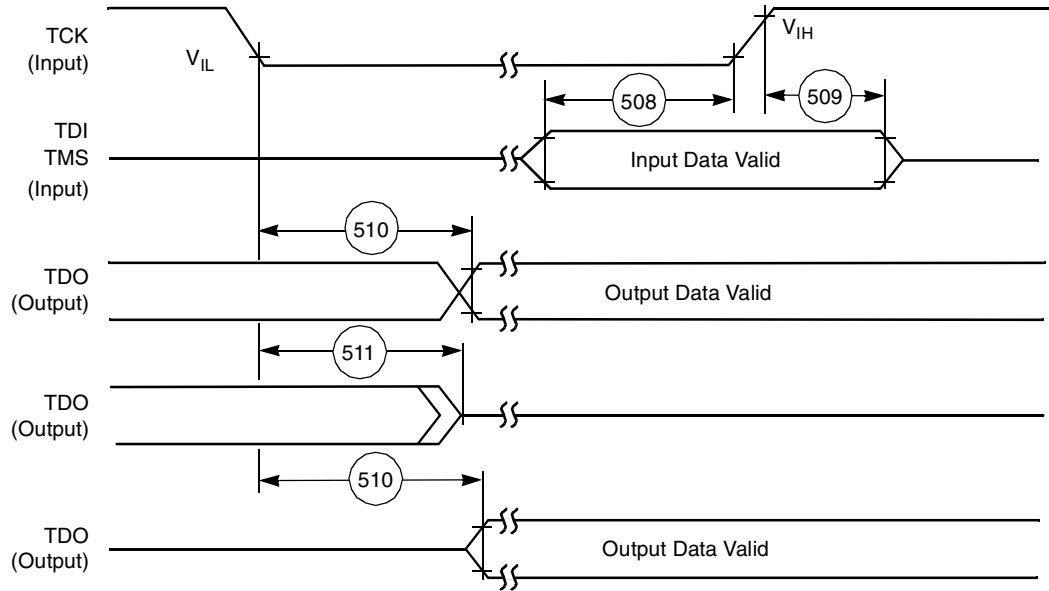 TCK
(Input)
V_IL
V_IH
508
509
TDI
TMS
(Input)
Input Data Valid
510
TDO
(Output)
Output Data Valid
511
TDO
(Output)
510
TDO
(Output)
Output Data Valid